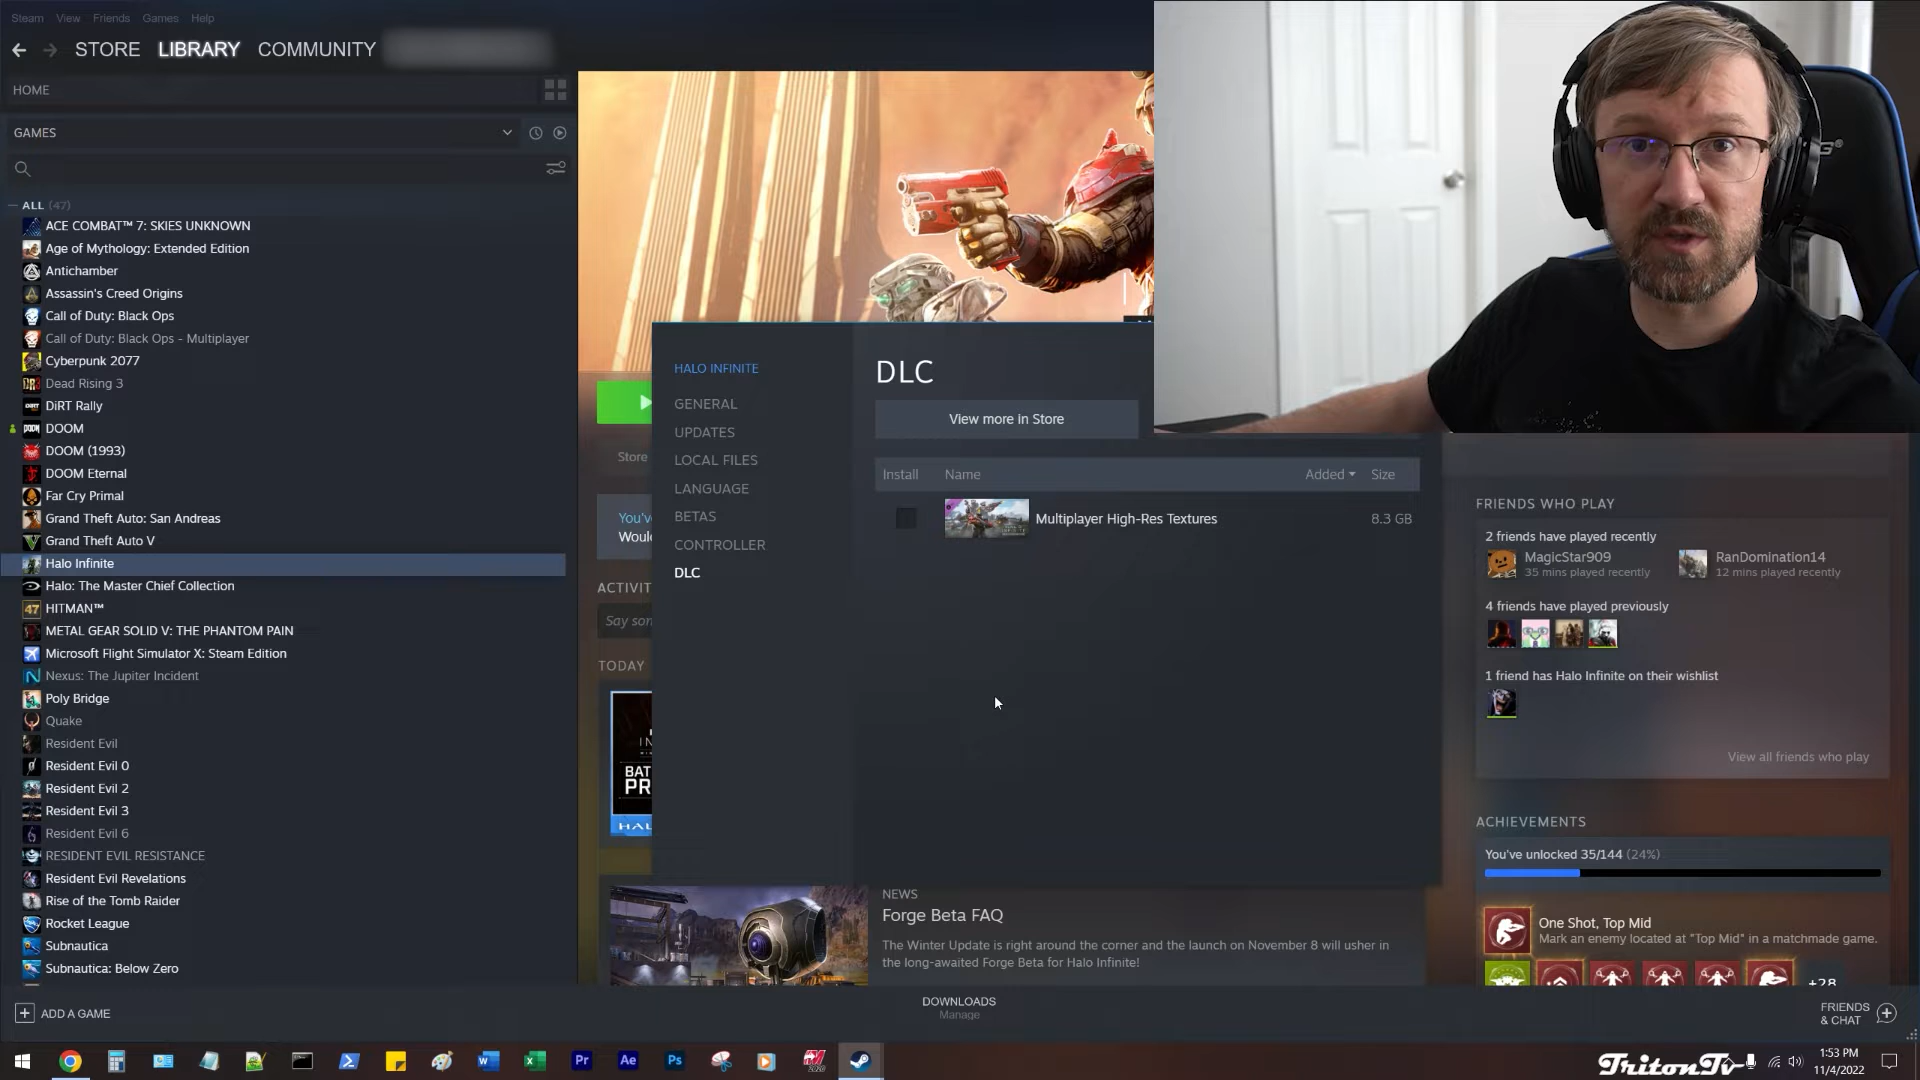 Steam View Friends Games Help
STORE LIBRARY COMMUNITY
HOME
GAMES
ALL (47)
ACE COMBAT™ 7: SKIES UNKNOWN
Age of Mythology: Extended Edition
Antichamber
Assassin's Creed Origins
Call of Duty: Black Ops
Call of Duty: Black Ops - Multiplayer
Cyberpunk 2077
Dead Rising 3
DiRT Rally
DOOM
DOOM (1993)
DOOM Eternal
Far Cry Primal
Grand Theft Auto: San Andreas
Grand Theft Auto V
Halo Infinite
Halo: The Master Chief Collection
HITMAN™
METAL GEAR SOLID V: THE PHANTOM PAIN
Microsoft Flight Simulator X: Steam Edition
Nexus: The Jupiter Incident
Poly Bridge
Quake
Resident Evil
Resident Evil 0
Resident Evil 2
Resident Evil 3
Resident Evil 6
RESIDENT EVIL RESISTANCE
Resident Evil Revelations
Rise of the Tomb Raider
Rocket League
Subnautica
Subnautica: Below Zero
ADD A GAME
Store
You'v
Woul
ACTIVIT
Say son
TODAY
IN
BAT
PR
HAL
HALO INFINITE
GENERAL
UPDATES
LOCAL FILES
LANGUAGE
BETAS
CONTROLLER
DLC
DLC
View more in Store
Install Name Added Size
Multiplayer High-Res Textures 8.3 GB
NEWS
Forge Beta FAQ
The Winter Update is right around the corner and the launch on November 8 will usher in
the long-awaited Forge Beta for Halo Infinite!
FRIENDS WHO PLAY
2 friends have played recently
MagicStar909
35 mins played recently
RanDomination14
12 mins played recently
4 friends have played previously
1 friend has Halo Infinite on their wishlist
View all friends who play
ACHIEVEMENTS
You've unlocked 35/144 (24%)
One Shot, Top Mid
Mark an enemy located at "Top Mid" in a matchmade game.
+28
DOWNLOADS
Manage
FRIENDS
& CHAT
Pr Ae Ps
TritonTv
1:53 PM
11/4/2022